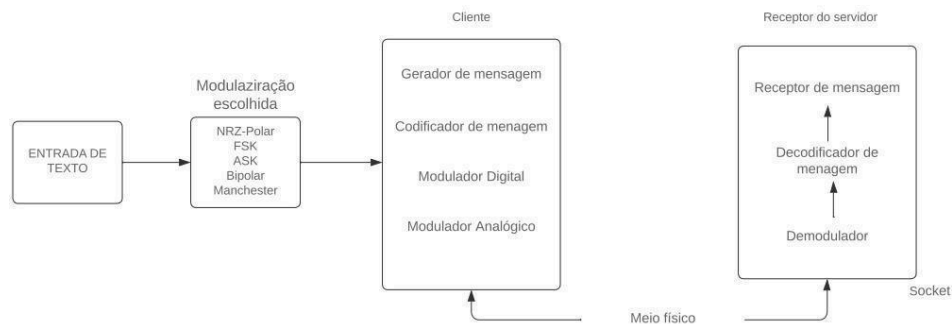 Cliente
Receptor do servidor
Modulaziração
escolhida
ENTRADA DE
TEXTO
NRZ-Polar
FSK
ASK
Bipolar
Manchester
Gerador de mensagem
Codificador de menagem
Modulador Digital
Modulador Analógico
Receptor de mensagem
Decodificador de
menagem
Demodulador
Socket
Meio físico